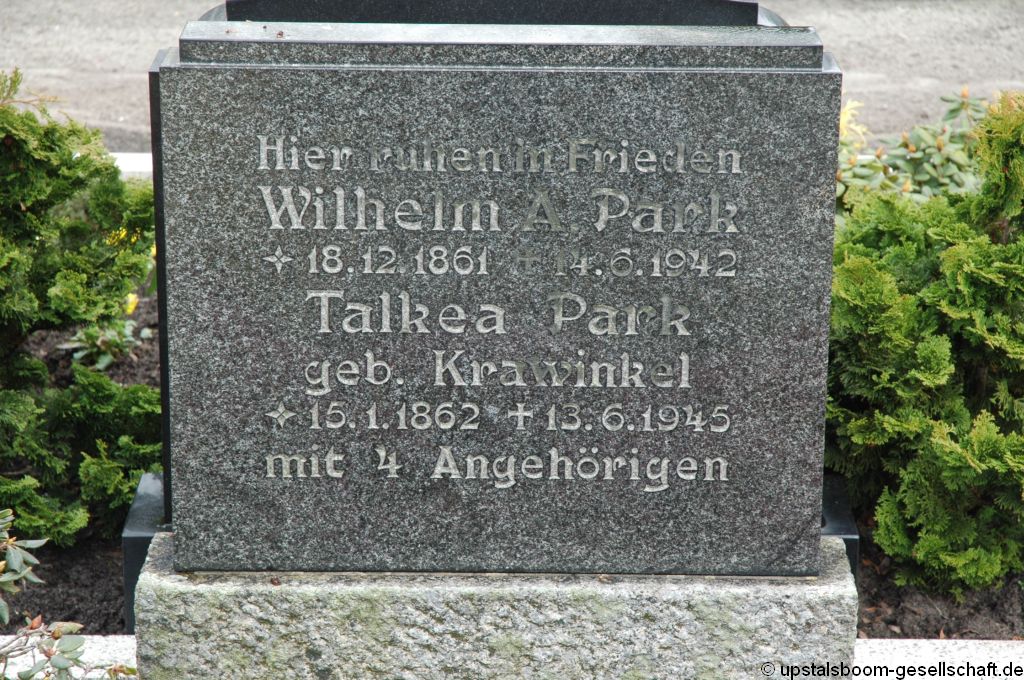 Hier ruhen in Frieden
Wilhelm A. Park
✧ 18.12.1861 ✝ 14.6.1942
Talkea Park
geb. Krawinkel
✧ 15.1.1862 ✝ 13.6.1945
mit 4 Angehörigen
© upstalsboom-gesellschaft.de